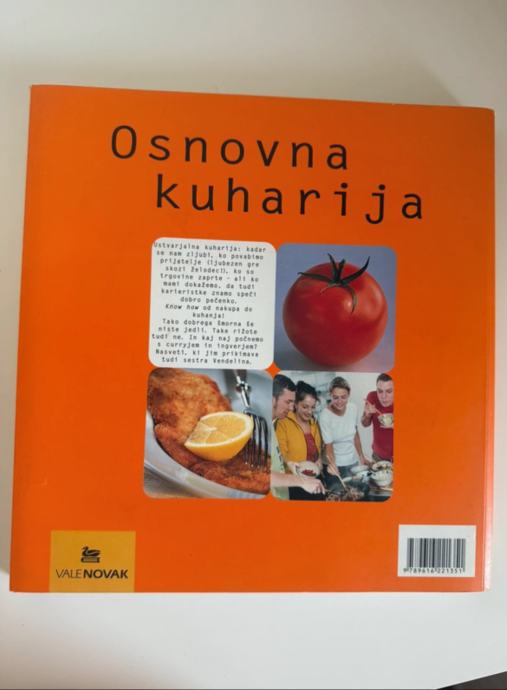 Osnovna
kuharija
Ustvarjalna kuharija: kadar
se nam zljubi, ko povabimo
prijatelje (ljubezen gre
skozi želodec!), ko so
trgovine zaprte - ali ko
mami dokažemo, da tudi
karieristke znamo speči
dobro pečenko.
Know how od nakupa do
kuhanja!
Tako dobrega šmorna še
niste jedli. Take rižote
tudi ne. In kaj naj počnemo
s curryjem in ingverjem?
Nasveti, ki jim prikimava
tudi sestra Vendelina.
VALENOVAK
9789616221351